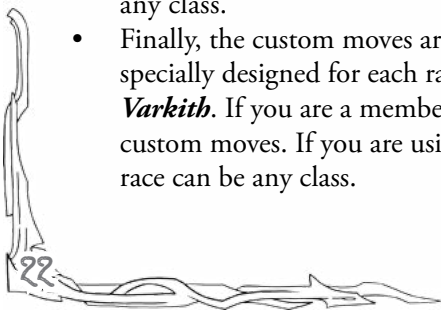 any class.
• Finally, the custom moves ar
specially designed for each ra
Varkith. If you are a membe
custom moves. If you are usi
race can be any class.
22